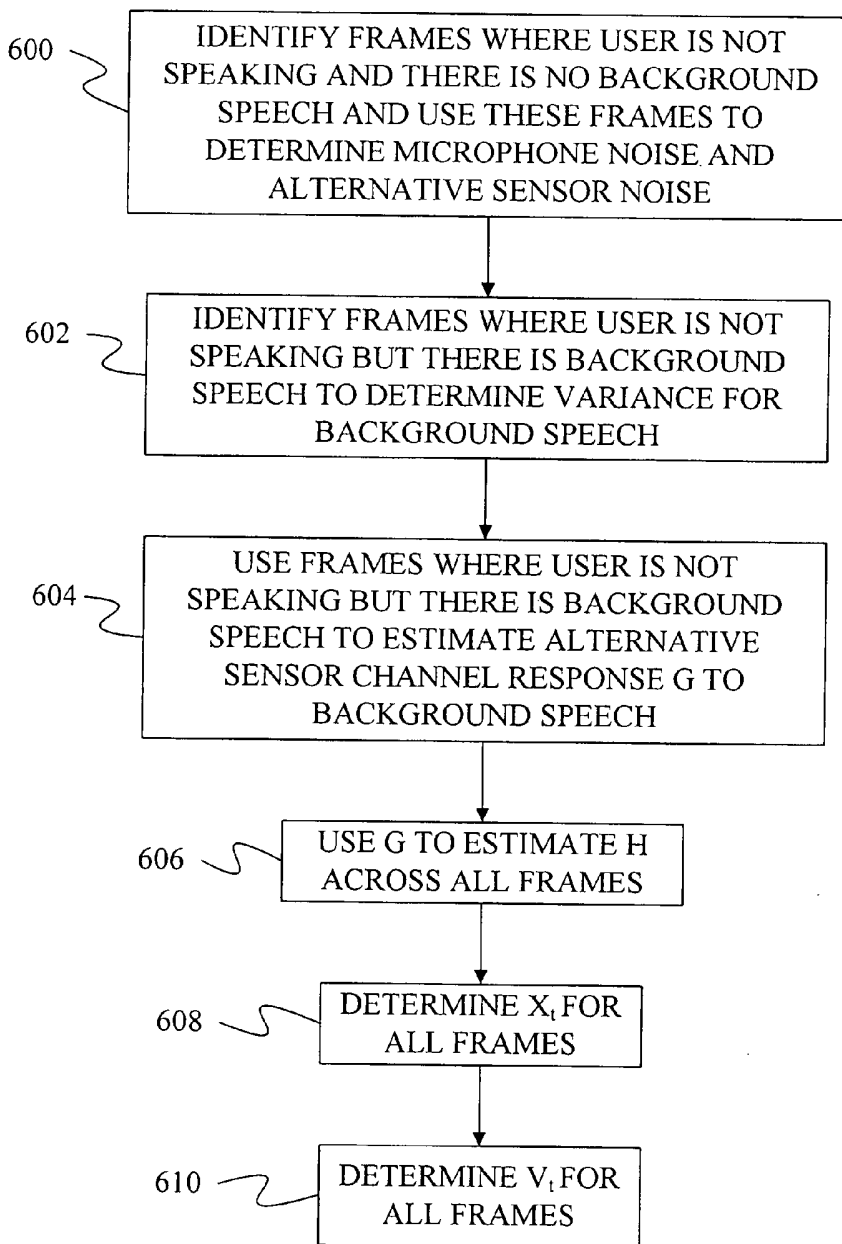 600
IDENTIFY FRAMES WHERE USER IS NOT
SPEAKING AND THERE IS NO BACKGROUND
SPEECH AND USE THESE FRAMES TO
DETERMINE MICROPHONE NOISE AND
ALTERNATIVE SENSOR NOISE
602
IDENTIFY FRAMES WHERE USER IS NOT
SPEAKING BUT THERE IS BACKGROUND
SPEECH TO DETERMINE VARIANCE FOR
BACKGROUND SPEECH
604
USE FRAMES WHERE USER IS NOT
SPEAKING BUT THERE IS BACKGROUND
SPEECH TO ESTIMATE ALTERNATIVE
SENSOR CHANNEL RESPONSE G TO
BACKGROUND SPEECH
606
USE G TO ESTIMATE H
ACROSS ALL FRAMES
608
DETERMINE Xt FOR
ALL FRAMES
610
DETERMINE Vt FOR
ALL FRAMES